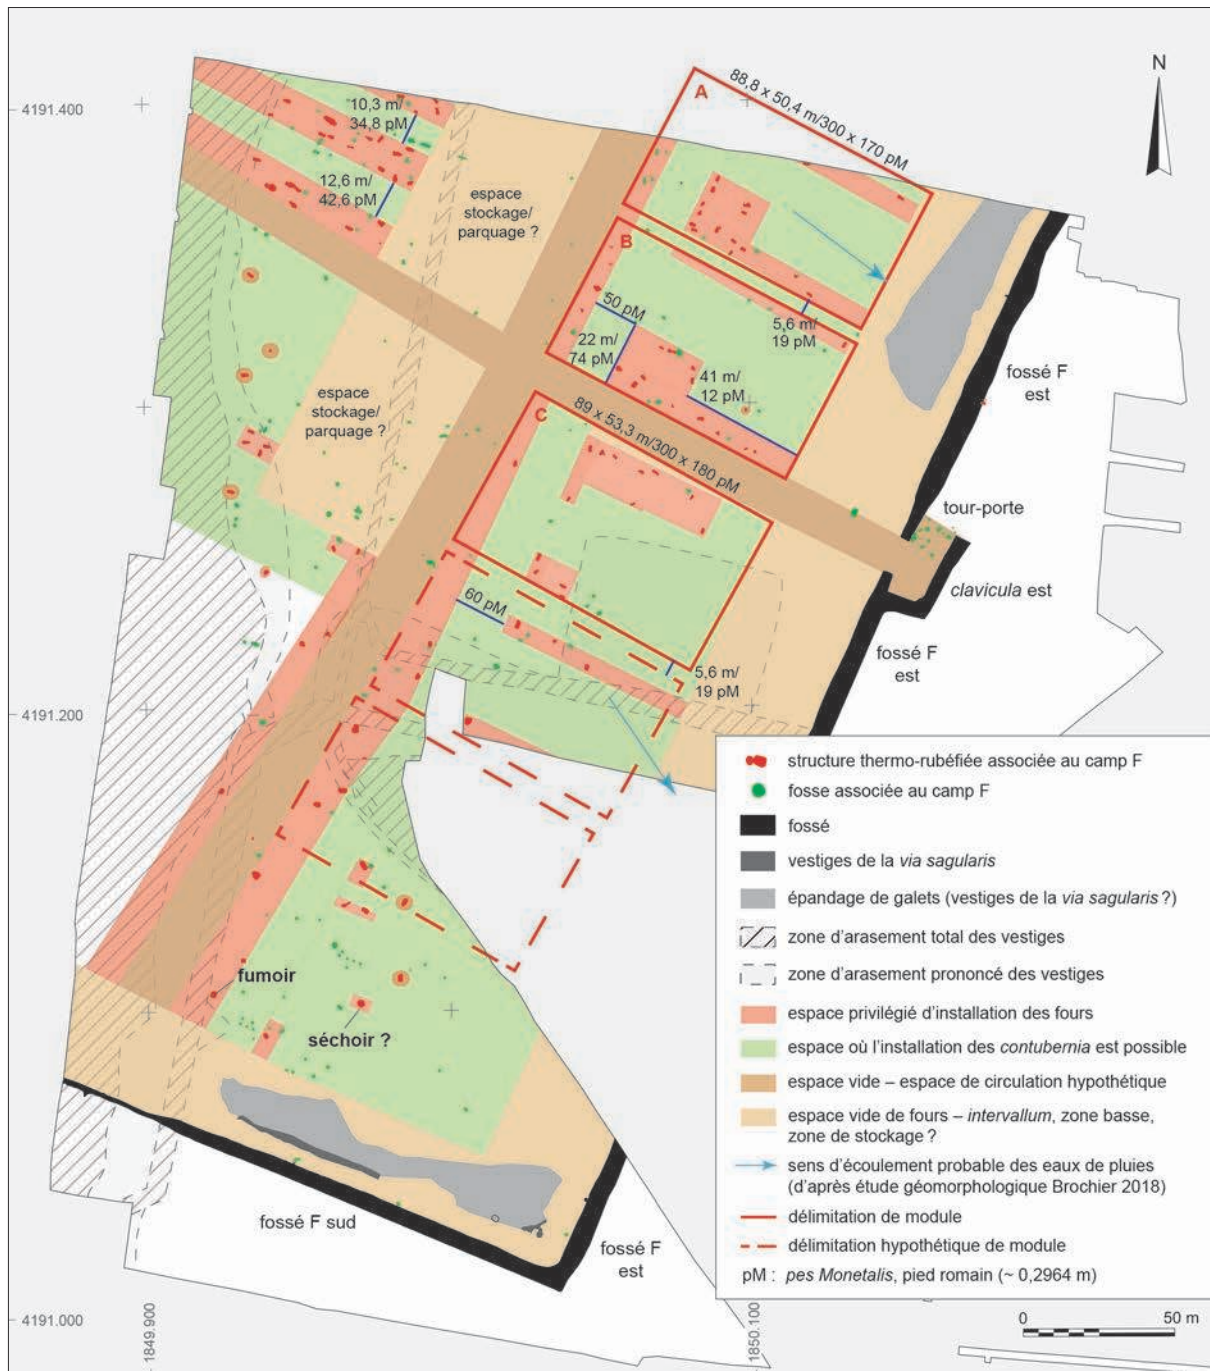 N
4191.400
A
88,8 x 50,4 m/300 x 170 pM
10,3 m/
34,8 pM
12,6 m/
42,6 pM
espace
stockage/
parquage ?
B
50 pM
22 m/
74 pM
5,6 m/
19 pM
41 m/
12 pM
fossé F
est
espace
stockage/
parquage ?
C
89 x 53,3 m/300 x 180 pM
tour-porte
clavicula est
60 pM
fossé F
est
5,6 m/
19 pM
4191.200
fumoir
séchoir ?
fossé F sud
fossé F
est
4191.000
1849.900
1850.100
structure thermo-rubéfiée associée au camp F
fosse associée au camp F
fossé
vestiges de la via sagularis
épandage de galets (vestiges de la via sagularis ?)
zone d'arasement total des vestiges
zone d'arasement prononcé des vestiges
espace privilégié d'installation des fours
espace où l'installation des contubernia est possible
espace vide – espace de circulation hypothétique
espace vide de fours – intervallum, zone basse,
zone de stockage ?
sens d'écoulement probable des eaux de pluies
(d'après étude géomorphologique Brochier 2018)
délimitation de module
délimitation hypothétique de module
pM : pes Monetalis, pied romain (~ 0,2964 m)
0 50 m